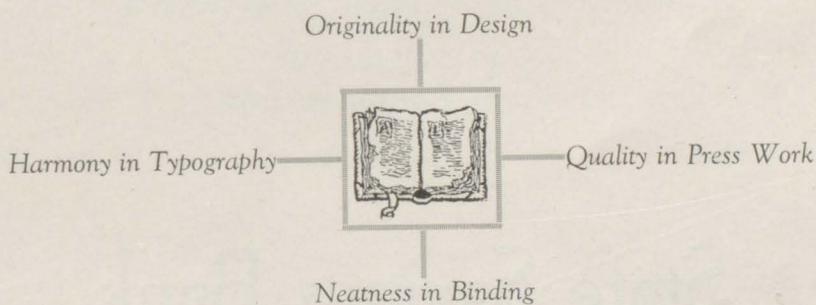 Originality in Design
Harmony in Typography
Quality in Press Work
Neatness in Binding